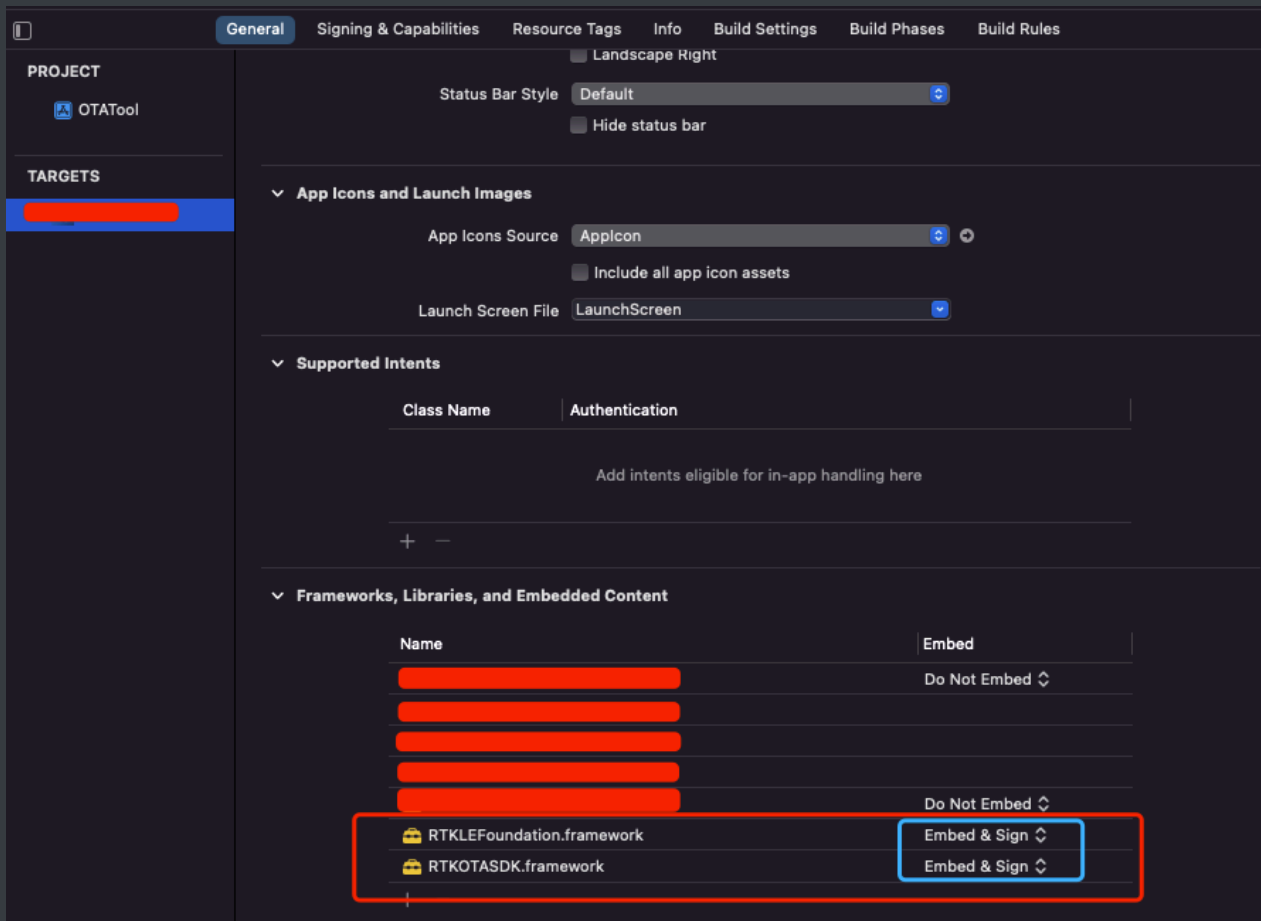 General Signing & Capabilities Resource Tags Info Build Settings Build Phases Build Rules
PROJECT
OTATool
TARGETS
Landscape Right
Status Bar Style Default
Hide status bar
App Icons and Launch Images
App Icons Source AppIcon
Include all app icon assets
Launch Screen File LaunchScreen
Supported Intents
Class Name Authentication
Add intents eligible for in-app handling here
Frameworks, Libraries, and Embedded Content
Name Embed
Do Not Embed
Do Not Embed
RTKLEFoundation.framework Embed & Sign
RTKOTASDK.framework Embed & Sign